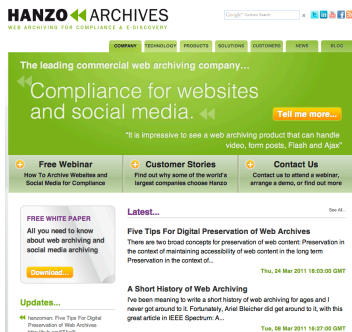 HANZO ARCHIVES
WEB ARCHIVING FOR COMPLIANCE & E-DISCOVERY
Google™ Custom Search
COMPANY TECHNOLOGY PRODUCTS SOLUTIONS CUSTOMERS NEWS BLOG
The leading commercial web archiving company…
Compliance for websites
and social media.
Tell me more...
"It is impressive to see a web archiving product that can handle
video, form posts, Flash and Ajax"
Free Webinar
How To Archive Websites and
Social Media for Compliance
Customer Stories
Find out why some of the world's
largest companies choose Hanzo
Contact Us
Contact us to attend a webinar,
arrange a demo, or find out more
FREE WHITE PAPER
All you need to know
about web archiving and
social media archiving
Download...
Updates...
hanzoman: Five Tips For Digital
Preservation of Web Archives
Latest...
See All..
Five Tips For Digital Preservation of Web Archives
There are two broad concepts for preservation of web content: Preservation in
the context of maintaining accessibility of web content in the long term
Preservation in the context of...
Thu, 24 Mar 2011 16:03:00 GMT
A Short History of Web Archiving
I've been meaning to write a short history of web archiving for ages and I
never got around to it. Fortunately, Ariel Bleicher did get around to it, with this
great article in IEEE Spectrum: A...
Tue, 08 Mar 2011 16:27:00 GMT